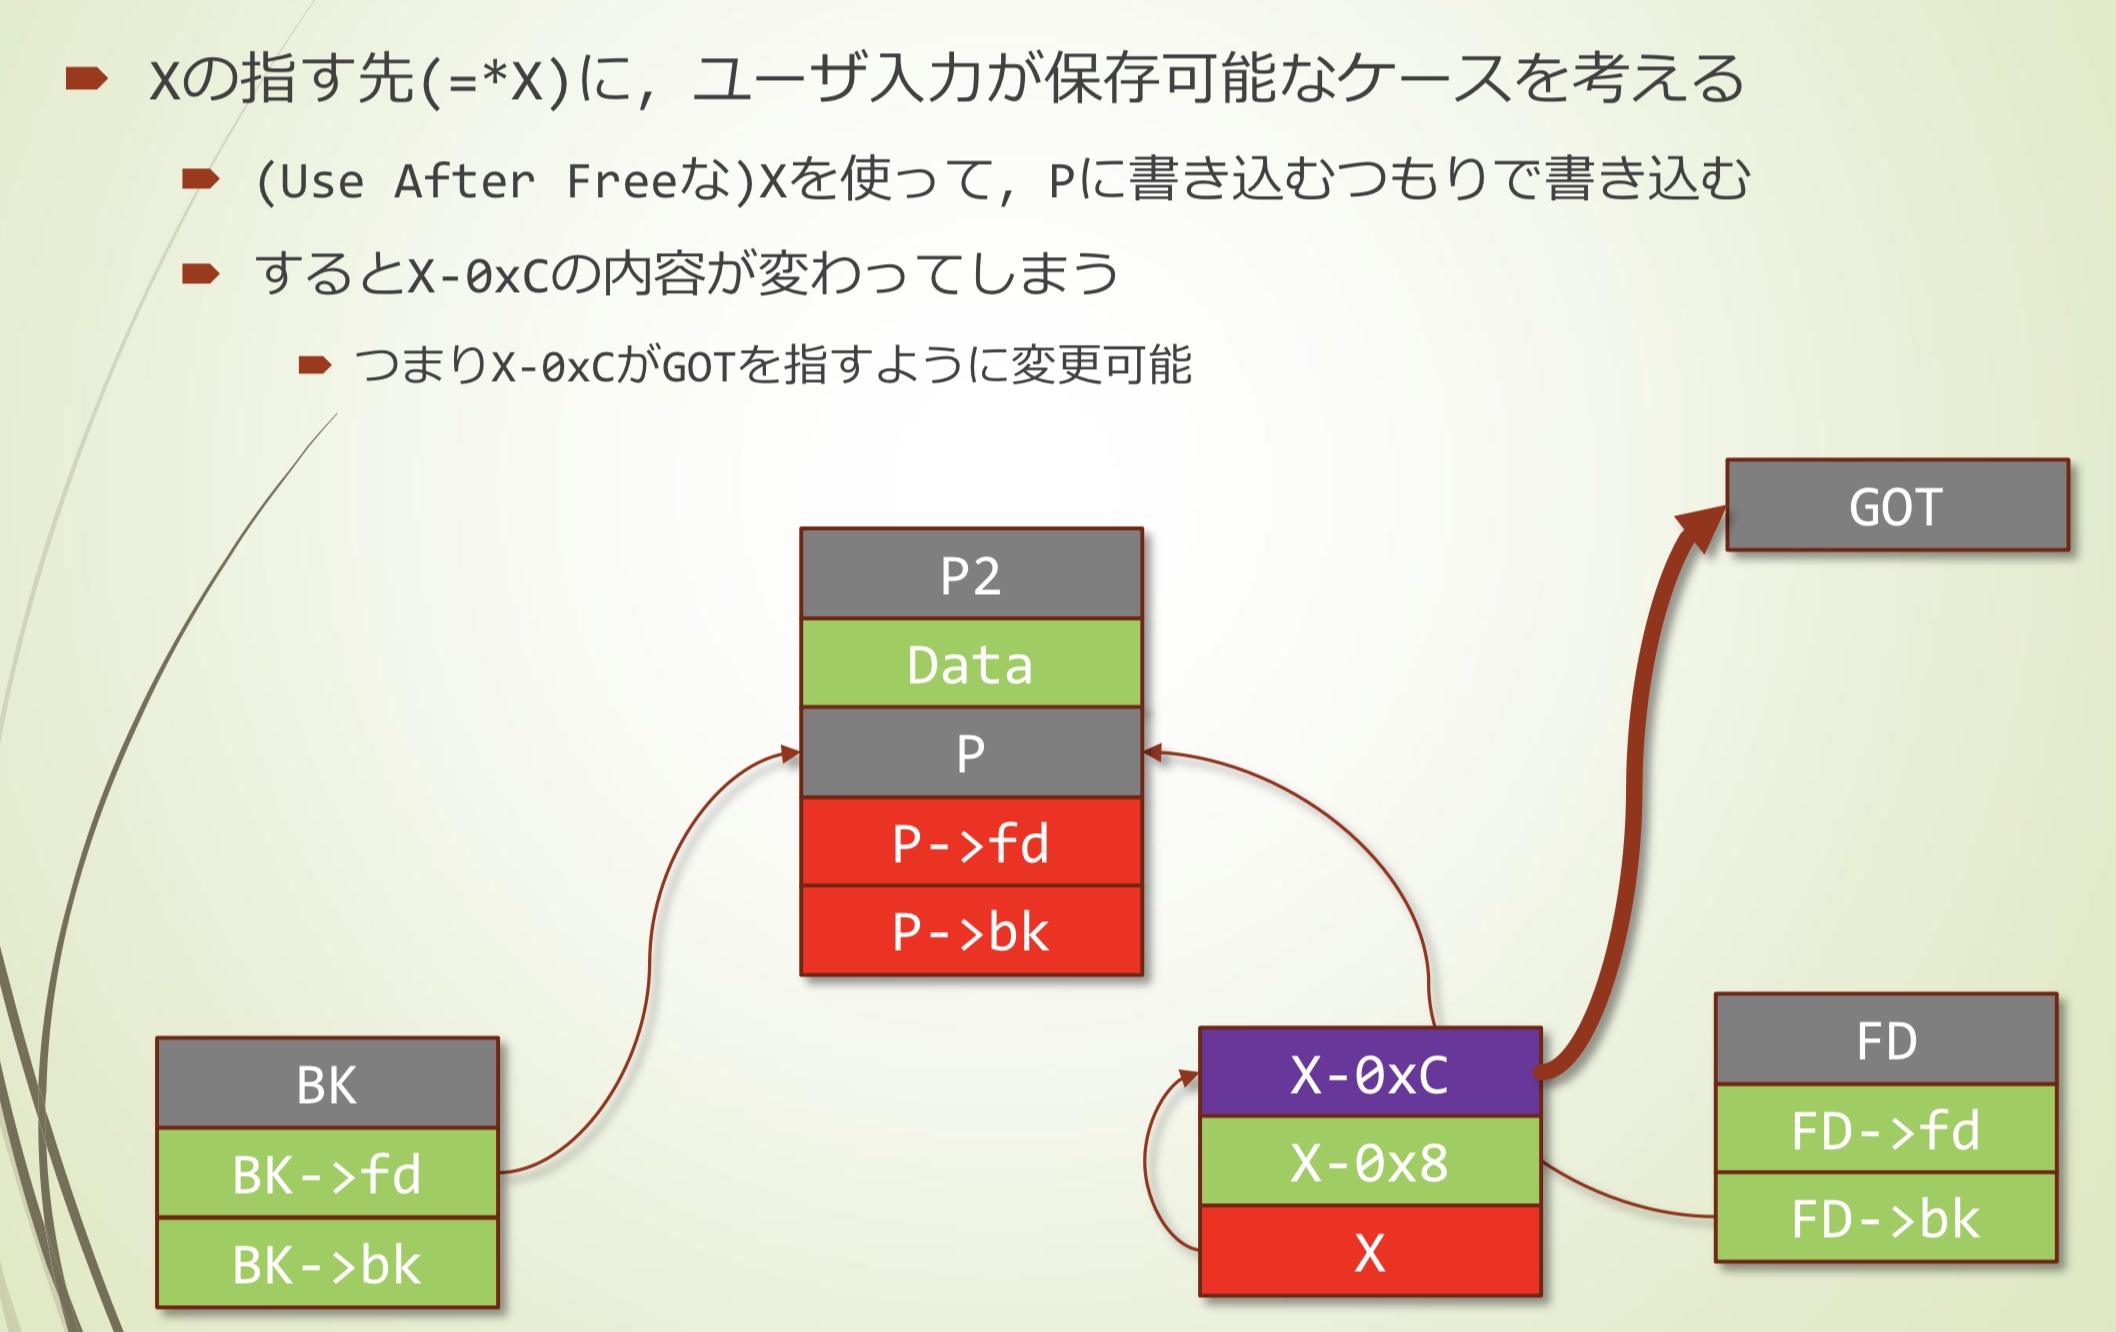 Xの指す先(=*X)に, ユーザ入力が保存可能なケースを考える
(Use After Freeな)Xを使って, Pに書き込むつもりで書き込む
するとX-0xCの内容が変わってしまう
つまりX-0xCがGOTを指すように変更可能
GOT
P2
Data
P
P->fd
P->bk
BK
BK->fd
BK->bk
X-0xC
X-0x8
X
FD
FD->fd
FD->bk